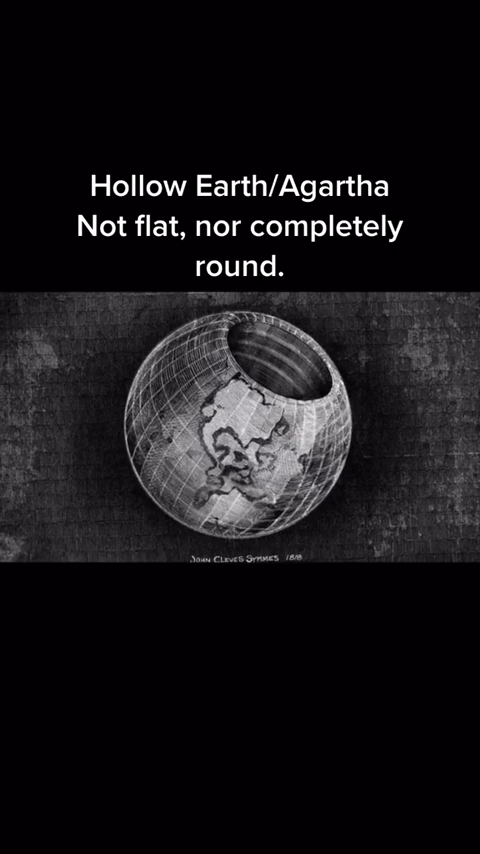 Hollow Earth/Agartha
Not flat, nor completely
round.
JOHN CLEVES SYMMES 1818